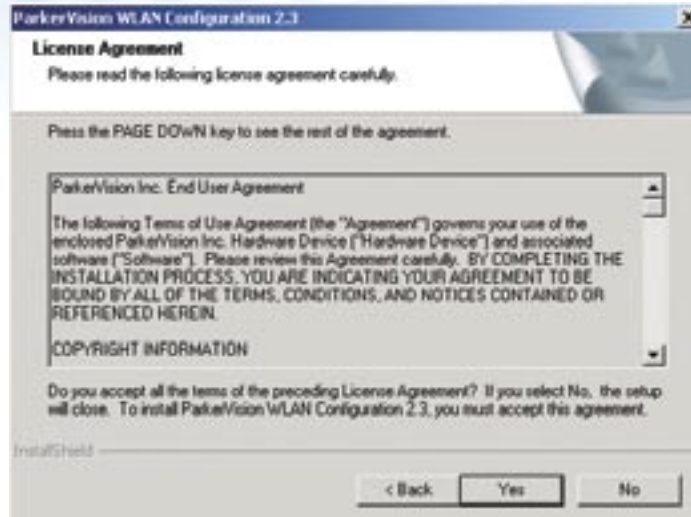 ParkerVision WLAN Configuration 2.3
License Agreement
Please read the following license agreement carefully.
Press the PAGE DOWN key to see the rest of the agreement.
ParkerVision Inc. End User Agreement
The following Terms of Use Agreement (the "Agreement") governs your use of the
enclosed ParkerVision Inc. Hardware Device ("Hardware Device") and associated
software ("Software"). Please review this Agreement carefully. BY COMPLETING THE
INSTALLATION PROCESS, YOU ARE INDICATING YOUR AGREEMENT TO BE
BOUND BY ALL OF THE TERMS, CONDITIONS, AND NOTICES CONTAINED OR
REFERENCED HEREIN.
COPYRIGHT INFORMATION
Do you accept all the terms of the preceding License Agreement? If you select No, the setup
will close. To install ParkerVision WLAN Configuration 2.3, you must accept this agreement.
InstallShield
< Back Yes No